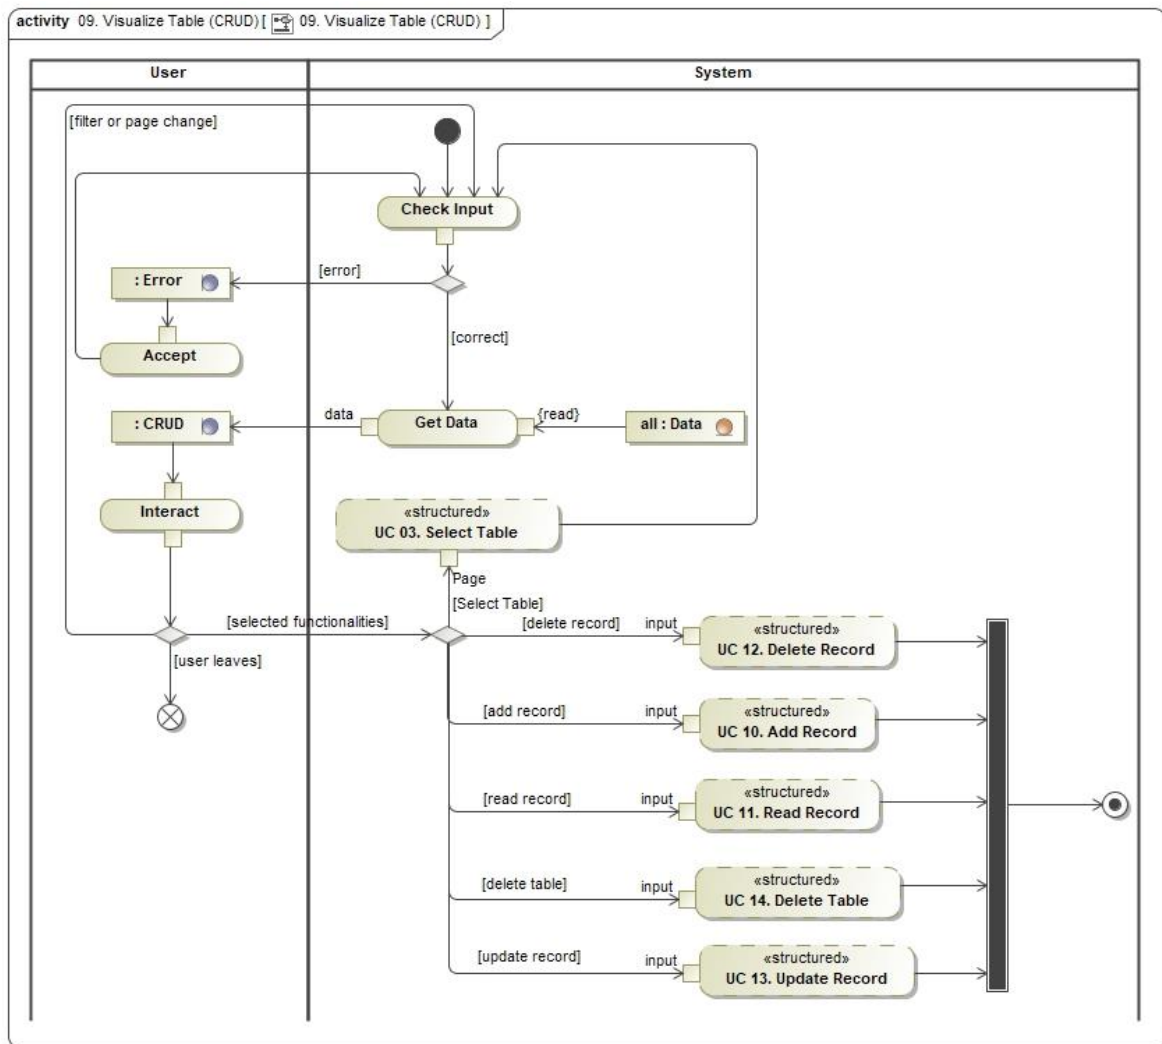 activity 09. Visualize Table (CRUD) [ 09. Visualize Table (CRUD) ]
User
System
[filter or page change]
Check Input
[error]
: Error
[correct]
Accept
data
{read}
: CRUD
Get Data
all : Data
Interact
«structured»
UC 03. Select Table
Page
[Select Table]
[selected functionalities]
[delete record]
input
«structured»
UC 12. Delete Record
[user leaves]
[add record]
input
«structured»
UC 10. Add Record
[read record]
input
«structured»
UC 11. Read Record
[delete table]
input
«structured»
UC 14. Delete Table
[update record]
input
«structured»
UC 13. Update Record